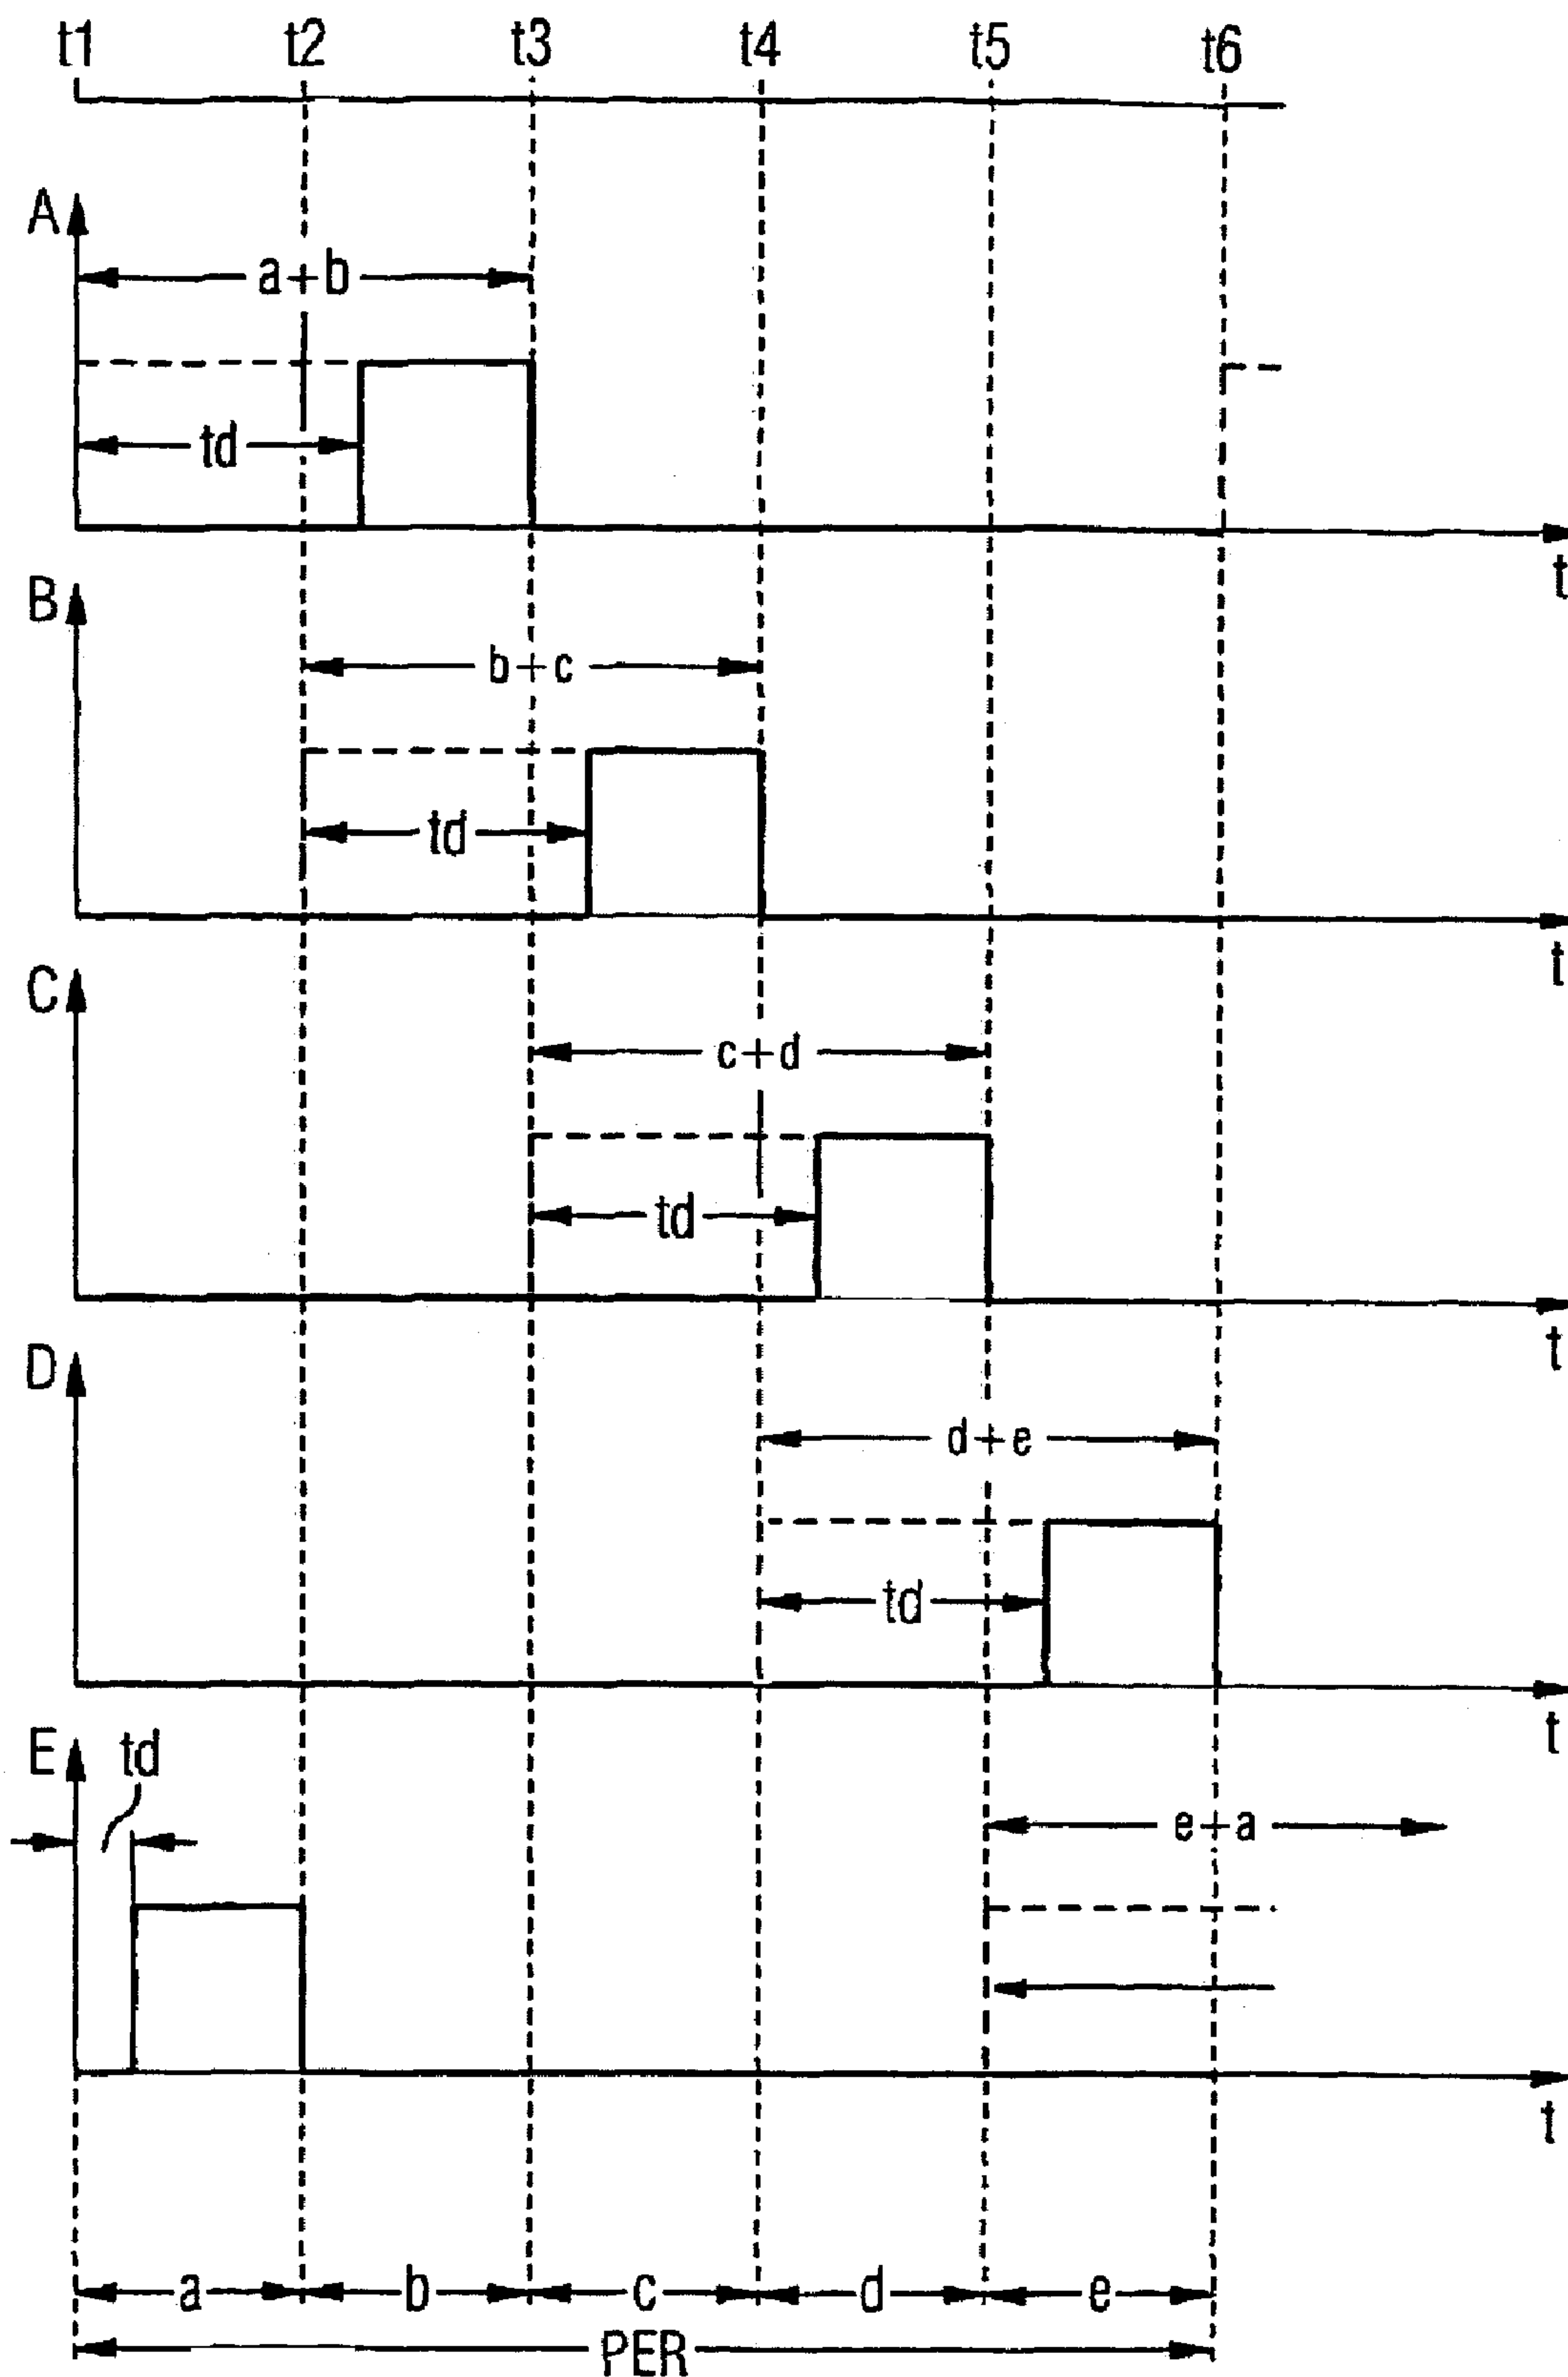 t1 t2 t3 t4 t5 t6
A
a+b
td
t
B
b+c
td
t
C
c+d
td
t
D
d+e
td
t
E td
e+a
t
a b c d e
PER